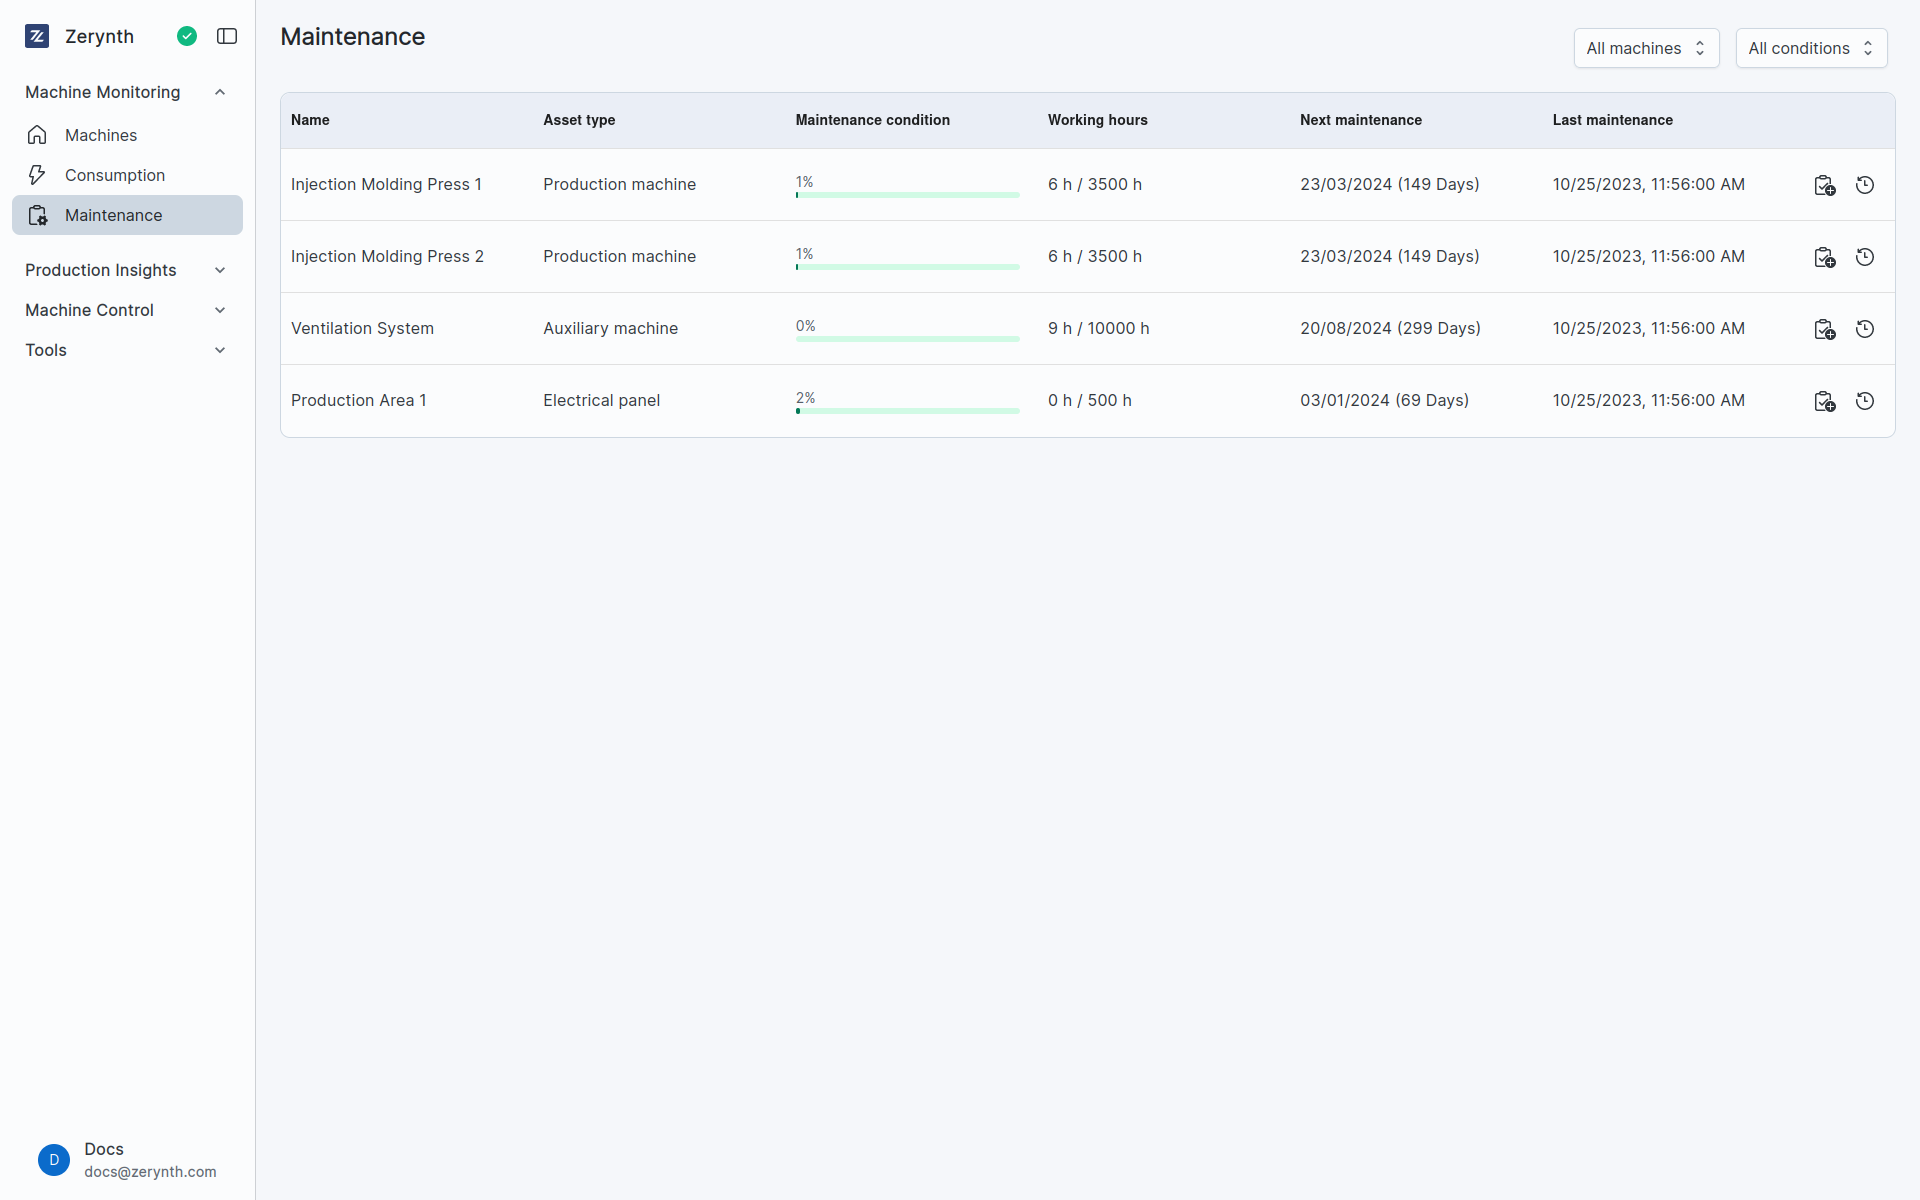 Zerynth
Machine Monitoring
Machines
Consumption
Maintenance
Production Insights
Machine Control
Tools
Docs
D
docs@zerynth.com
Maintenance
All machines
All conditions
Name Asset type Maintenance condition Working hours Next maintenance Last maintenance
Injection Molding Press 1 Production machine 1% 6 h / 3500 h 23/03/2024 (149 Days) 10/25/2023, 11:56:00 AM
Injection Molding Press 2 Production machine 1% 6 h / 3500 h 23/03/2024 (149 Days) 10/25/2023, 11:56:00 AM
Ventilation System Auxiliary machine 0% 9 h / 10000 h 20/08/2024 (299 Days) 10/25/2023, 11:56:00 AM
Production Area 1 Electrical panel 2% 0 h / 500 h 03/01/2024 (69 Days) 10/25/2023, 11:56:00 AM